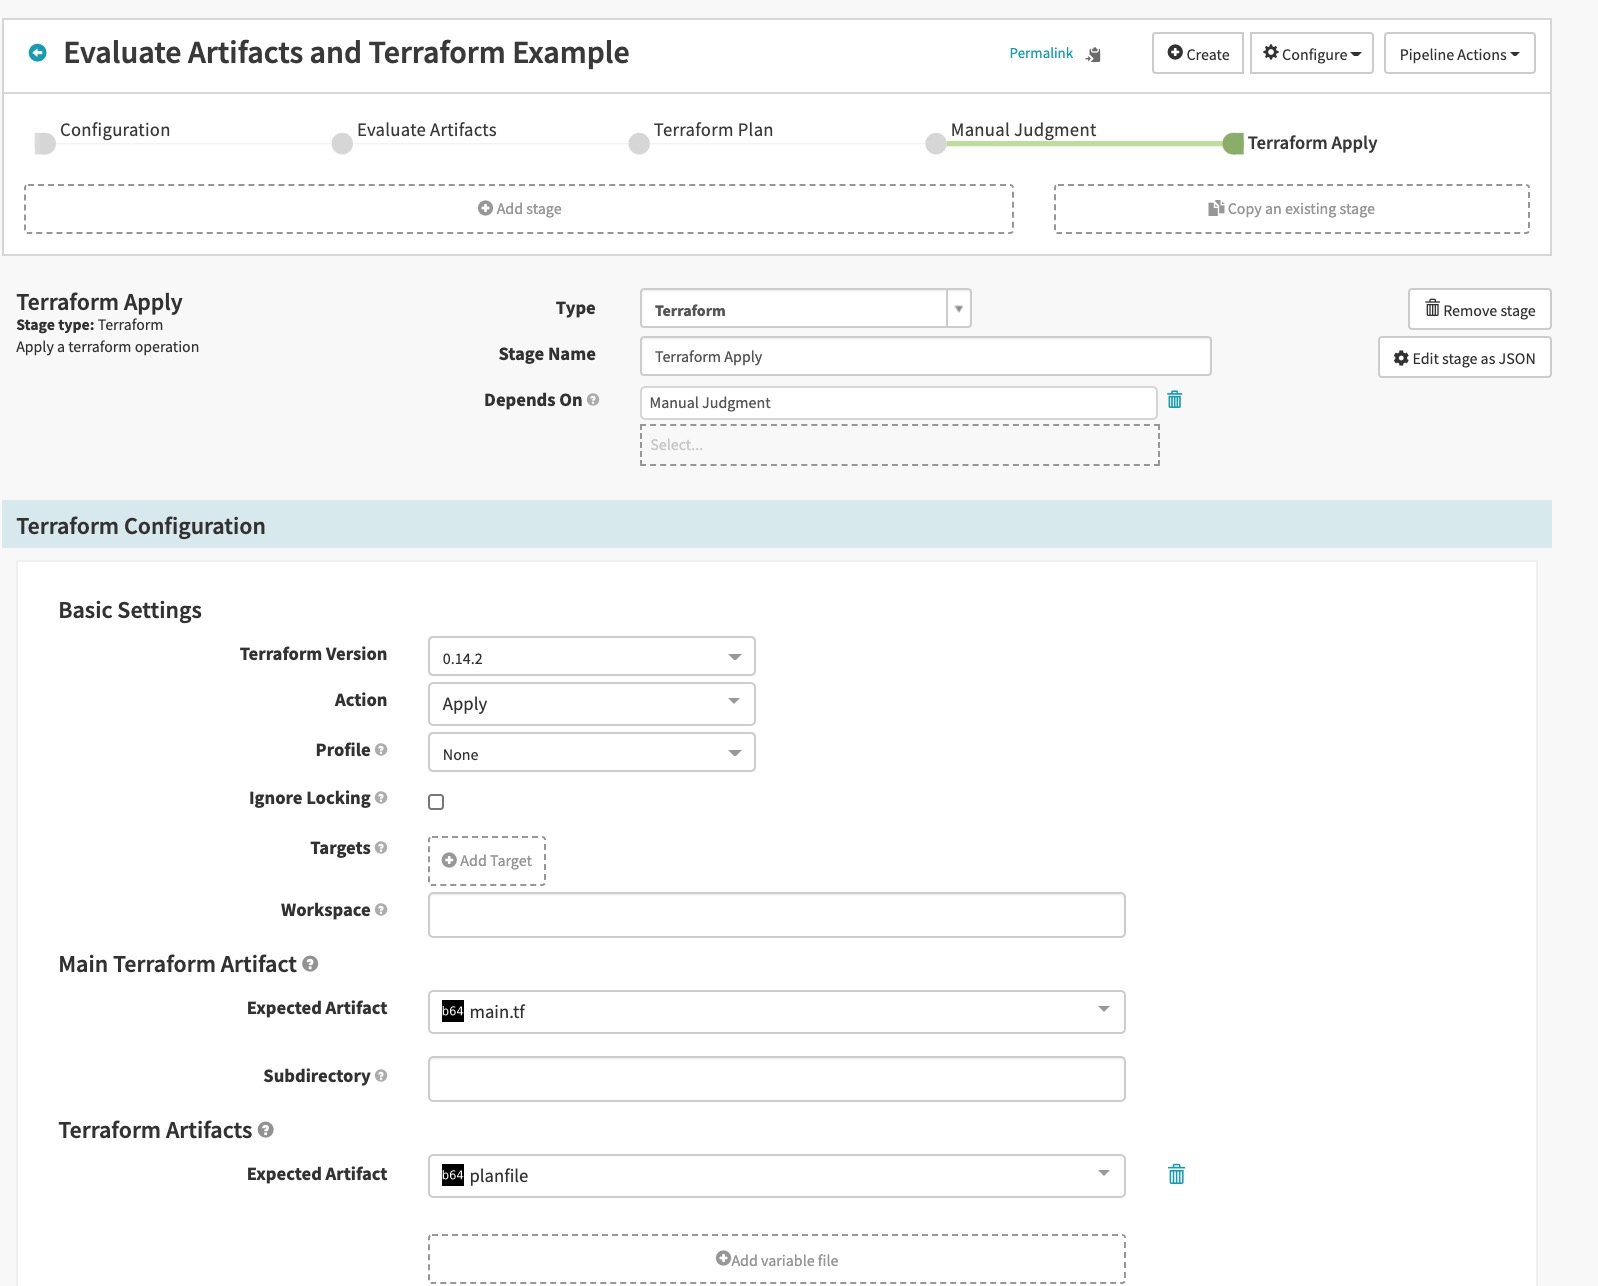 Evaluate Artifacts and Terraform Example
Permalink
Create
Configure
Pipeline Actions
Configuration
Evaluate Artifacts
Terraform Plan
Manual Judgment
Terraform Apply
Add stage
Copy an existing stage
Terraform Apply
Stage type: Terraform
Apply a terraform operation
Type
Terraform
Remove stage
Stage Name
Terraform Apply
Edit stage as JSON
Depends On ?
Manual Judgment
Select...
Terraform Configuration
Basic Settings
Terraform Version
0.14.2
Action
Apply
Profile ?
None
Ignore Locking ?
Targets ?
Add Target
Workspace ?
Main Terraform Artifact ?
Expected Artifact
b64 main.tf
Subdirectory ?
Terraform Artifacts ?
Expected Artifact
b64 planfile
Add variable file